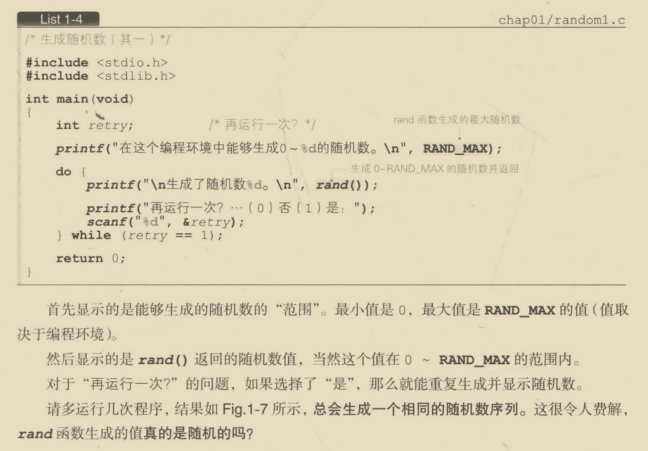 List 1-4    chap01/random1.c
/* 生成随机数（其一）*/
#include <stdio.h>
#include <stdlib.h>
int main(void)
{
    int retry;    /* 再运行一次？ */    rand 函数生成的最大随机数
    printf("在这个编程环境中能够生成0～%d的随机数。\n", RAND_MAX);
    do {    生成 0~RAND_MAX 的随机数并返回
        printf("\n生成了随机数%d。\n", rand());
        printf("再运行一次？…（0）否（1）是：");
        scanf("%d", &retry);
    } while (retry == 1);
    return 0;
}
首先显示的是能够生成的随机数的“范围”。最小值是 0，最大值是 RAND_MAX 的值（值取
决于编程环境）。
然后显示的是 rand() 返回的随机数值，当然这个值在 0 ～ RAND_MAX 的范围内。
对于“再运行一次?”的问题，如果选择了“是”，那么就能重复生成并显示随机数。
请多运行几次程序，结果如 Fig.1-7 所示，总会生成一个相同的随机数序列。这很令人费解，
rand 函数生成的值真的是随机的吗？